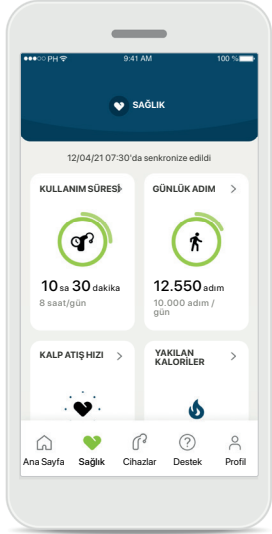 PH 9:41 AM 100 %
SAĞLIK
12/04/21 07:30'da senkronize edildi
KULLANIM SÜRESİ
GÜNLÜK ADIM
10 sa 30 dakika
8 saat/gün
12.550 adım
10.000 adım /
gün
KALP ATIŞ HIZI
YAKILAN
KALORİLER
Ana Sayfa Sağlık Cihazlar Destek Profil